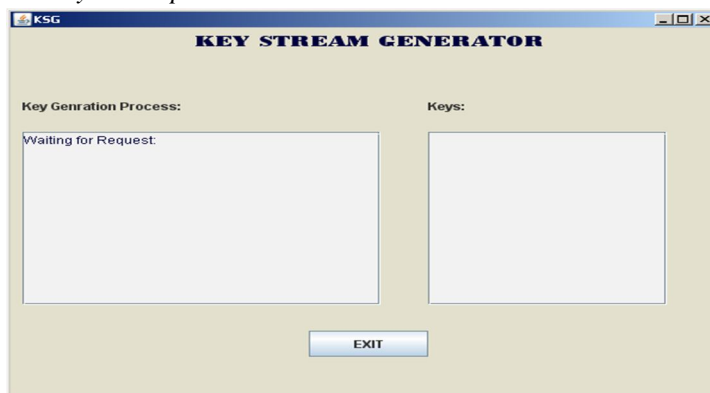 KSG
KEY STREAM GENERATOR
Key Genration Process:
Keys:
Waiting for Request:
EXIT